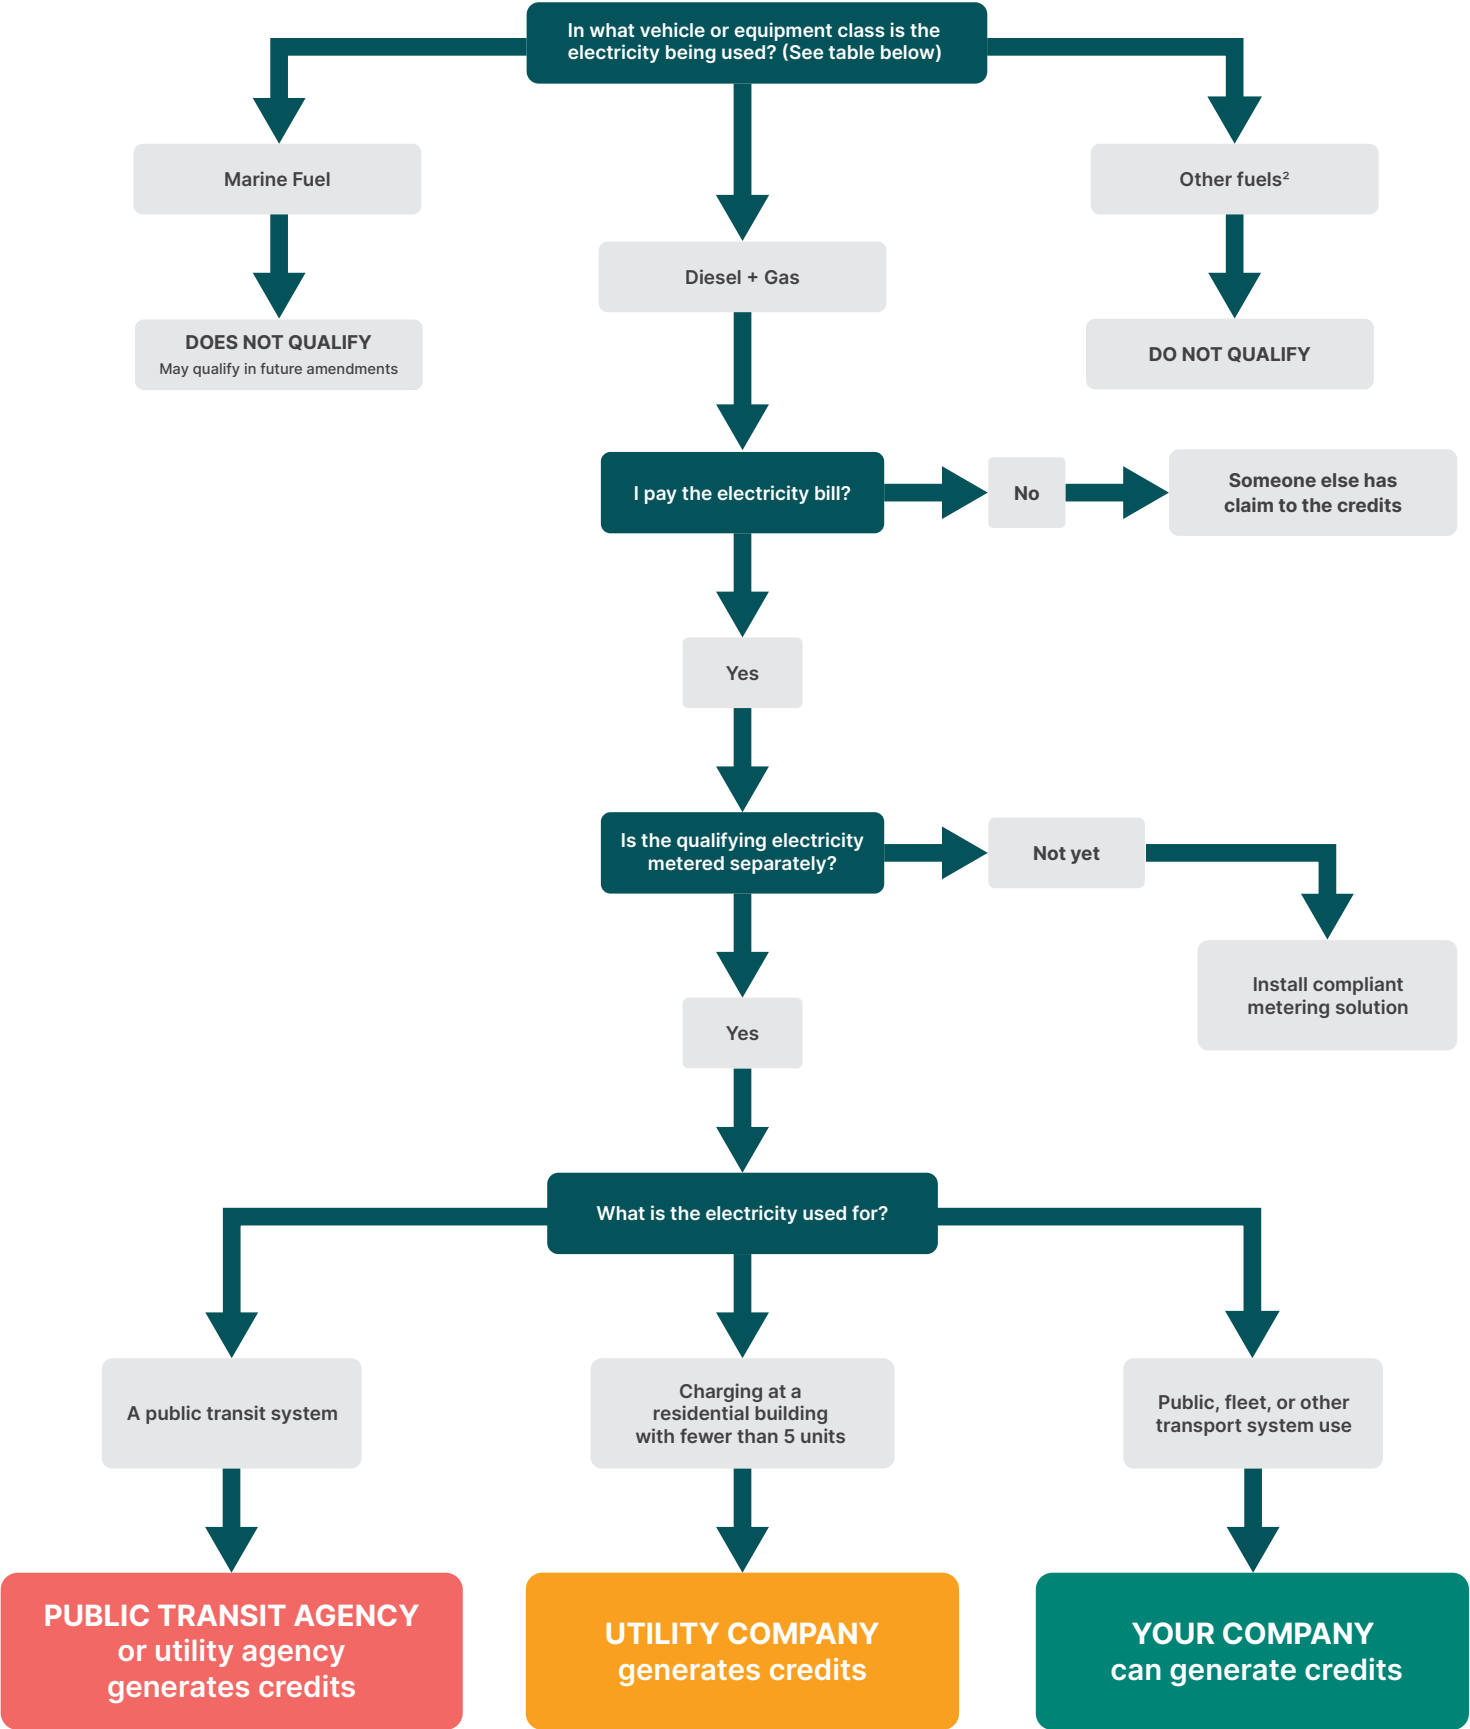 In what vehicle or equipment class is the
electricity being used? (See table below)
Marine Fuel
Other fuels²
Diesel + Gas
DOES NOT QUALIFY
May qualify in future amendments
DO NOT QUALIFY
I pay the electricity bill?
No
Someone else has
claim to the credits
Yes
Is the qualifying electricity
metered separately?
Not yet
Install compliant
metering solution
Yes
What is the electricity used for?
A public transit system
Charging at a
residential building
with fewer than 5 units
Public, fleet, or other
transport system use
PUBLIC TRANSIT AGENCY
or utility agency
generates credits
UTILITY COMPANY
generates credits
YOUR COMPANY
can generate credits